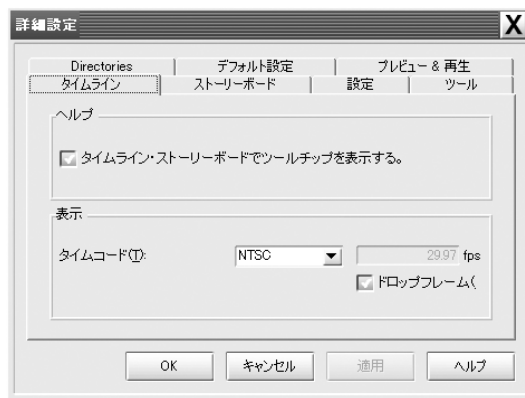 詳細設定
X
Directories デフォルト設定 プレビュー & 再生
タイムライン ストーリーボード 設定 ツール
ヘルプ
タイムライン・ストーリーボードでツールチップを表示する。
表示
タイムコード(T): NTSC 29.97 fps
ドロップフレーム(
OK キャンセル 適用 ヘルプ